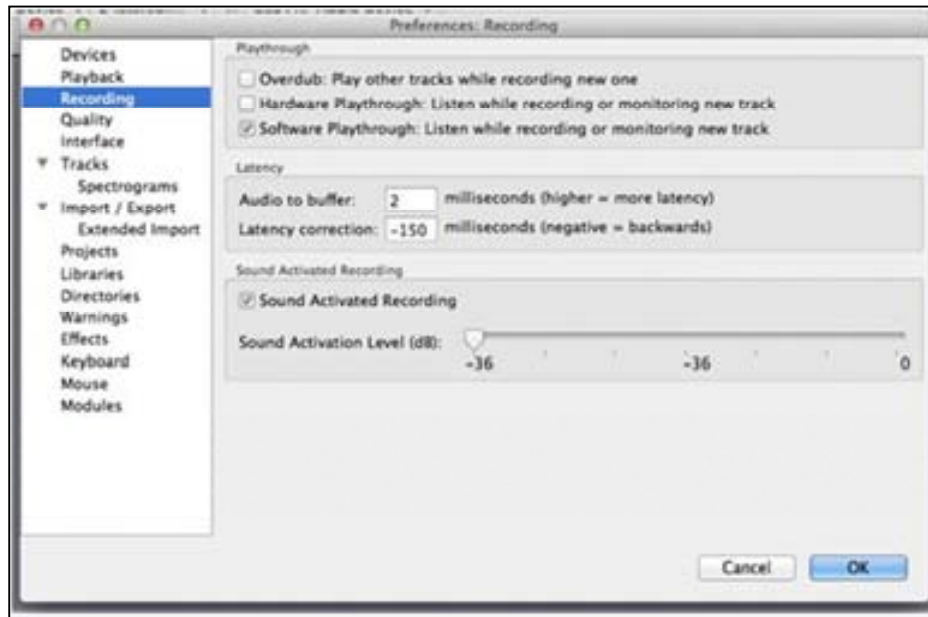 Preferences: Recording
Devices
Playback
Recording
Quality
Interface
Tracks
Spectrograms
Import / Export
Extended Import
Projects
Libraries
Directories
Warnings
Effects
Keyboard
Mouse
Modules
Playthrough
Overdub: Play other tracks while recording new one
Hardware Playthrough: Listen while recording or monitoring new track
Software Playthrough: Listen while recording or monitoring new track
Latency
Audio to buffer: 2 milliseconds (higher = more latency)
Latency correction: -150 milliseconds (negative = backwards)
Sound Activated Recording
Sound Activated Recording
Sound Activation Level (dB):
-36 -36 0
Cancel OK